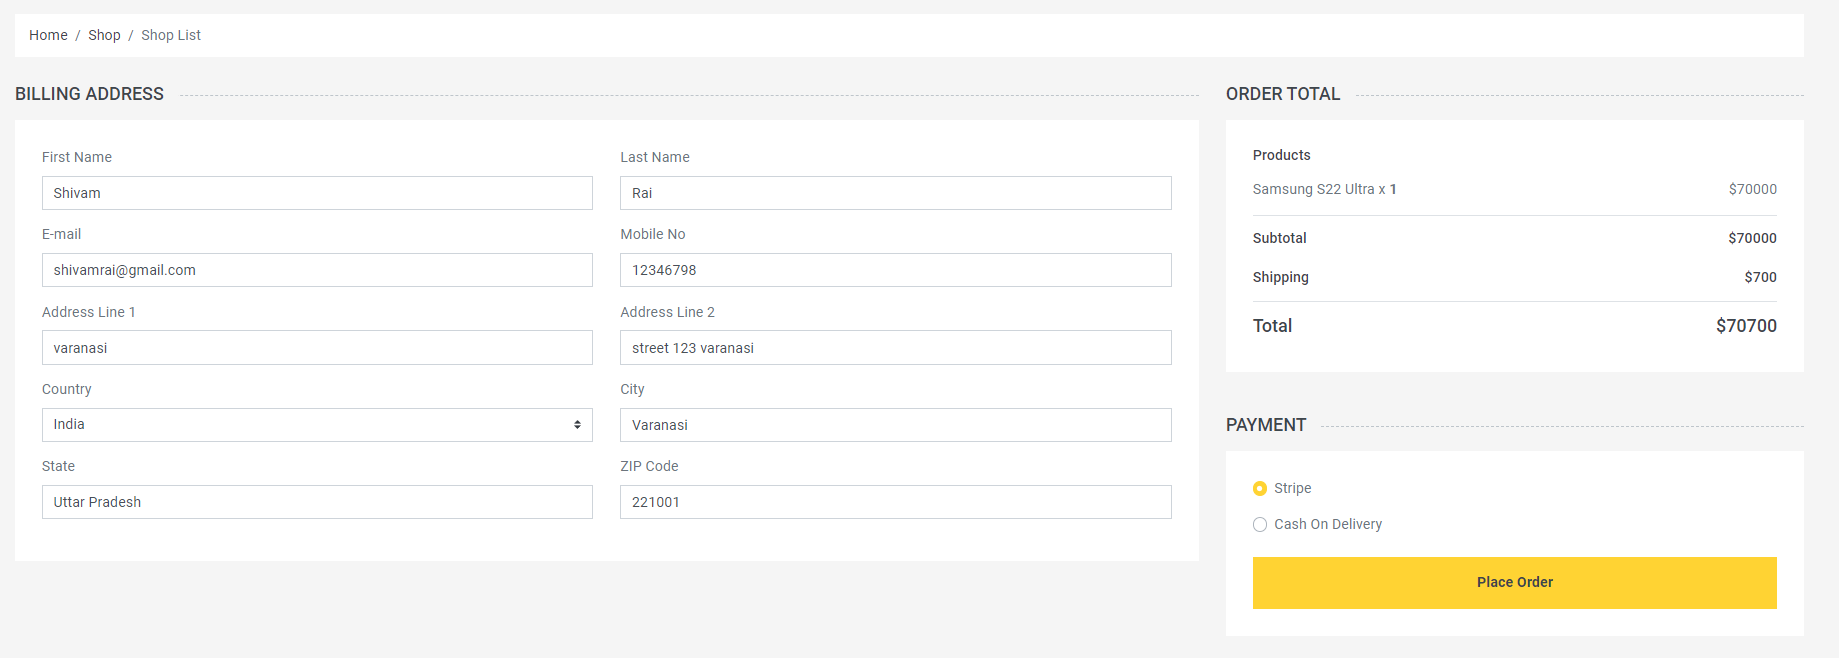 Home / Shop / Shop List
BILLING ADDRESS
First Name
Last Name
Shivam
Rai
E-mail
Mobile No
shivamrai@gmail.com
12346798
Address Line 1
Address Line 2
varanasi
street 123 varanasi
Country
City
India
Varanasi
State
ZIP Code
Uttar Pradesh
221001
ORDER TOTAL
Products
Samsung S22 Ultra x 1 $70000
Subtotal $70000
Shipping $700
Total $70700
PAYMENT
Stripe
Cash On Delivery
Place Order